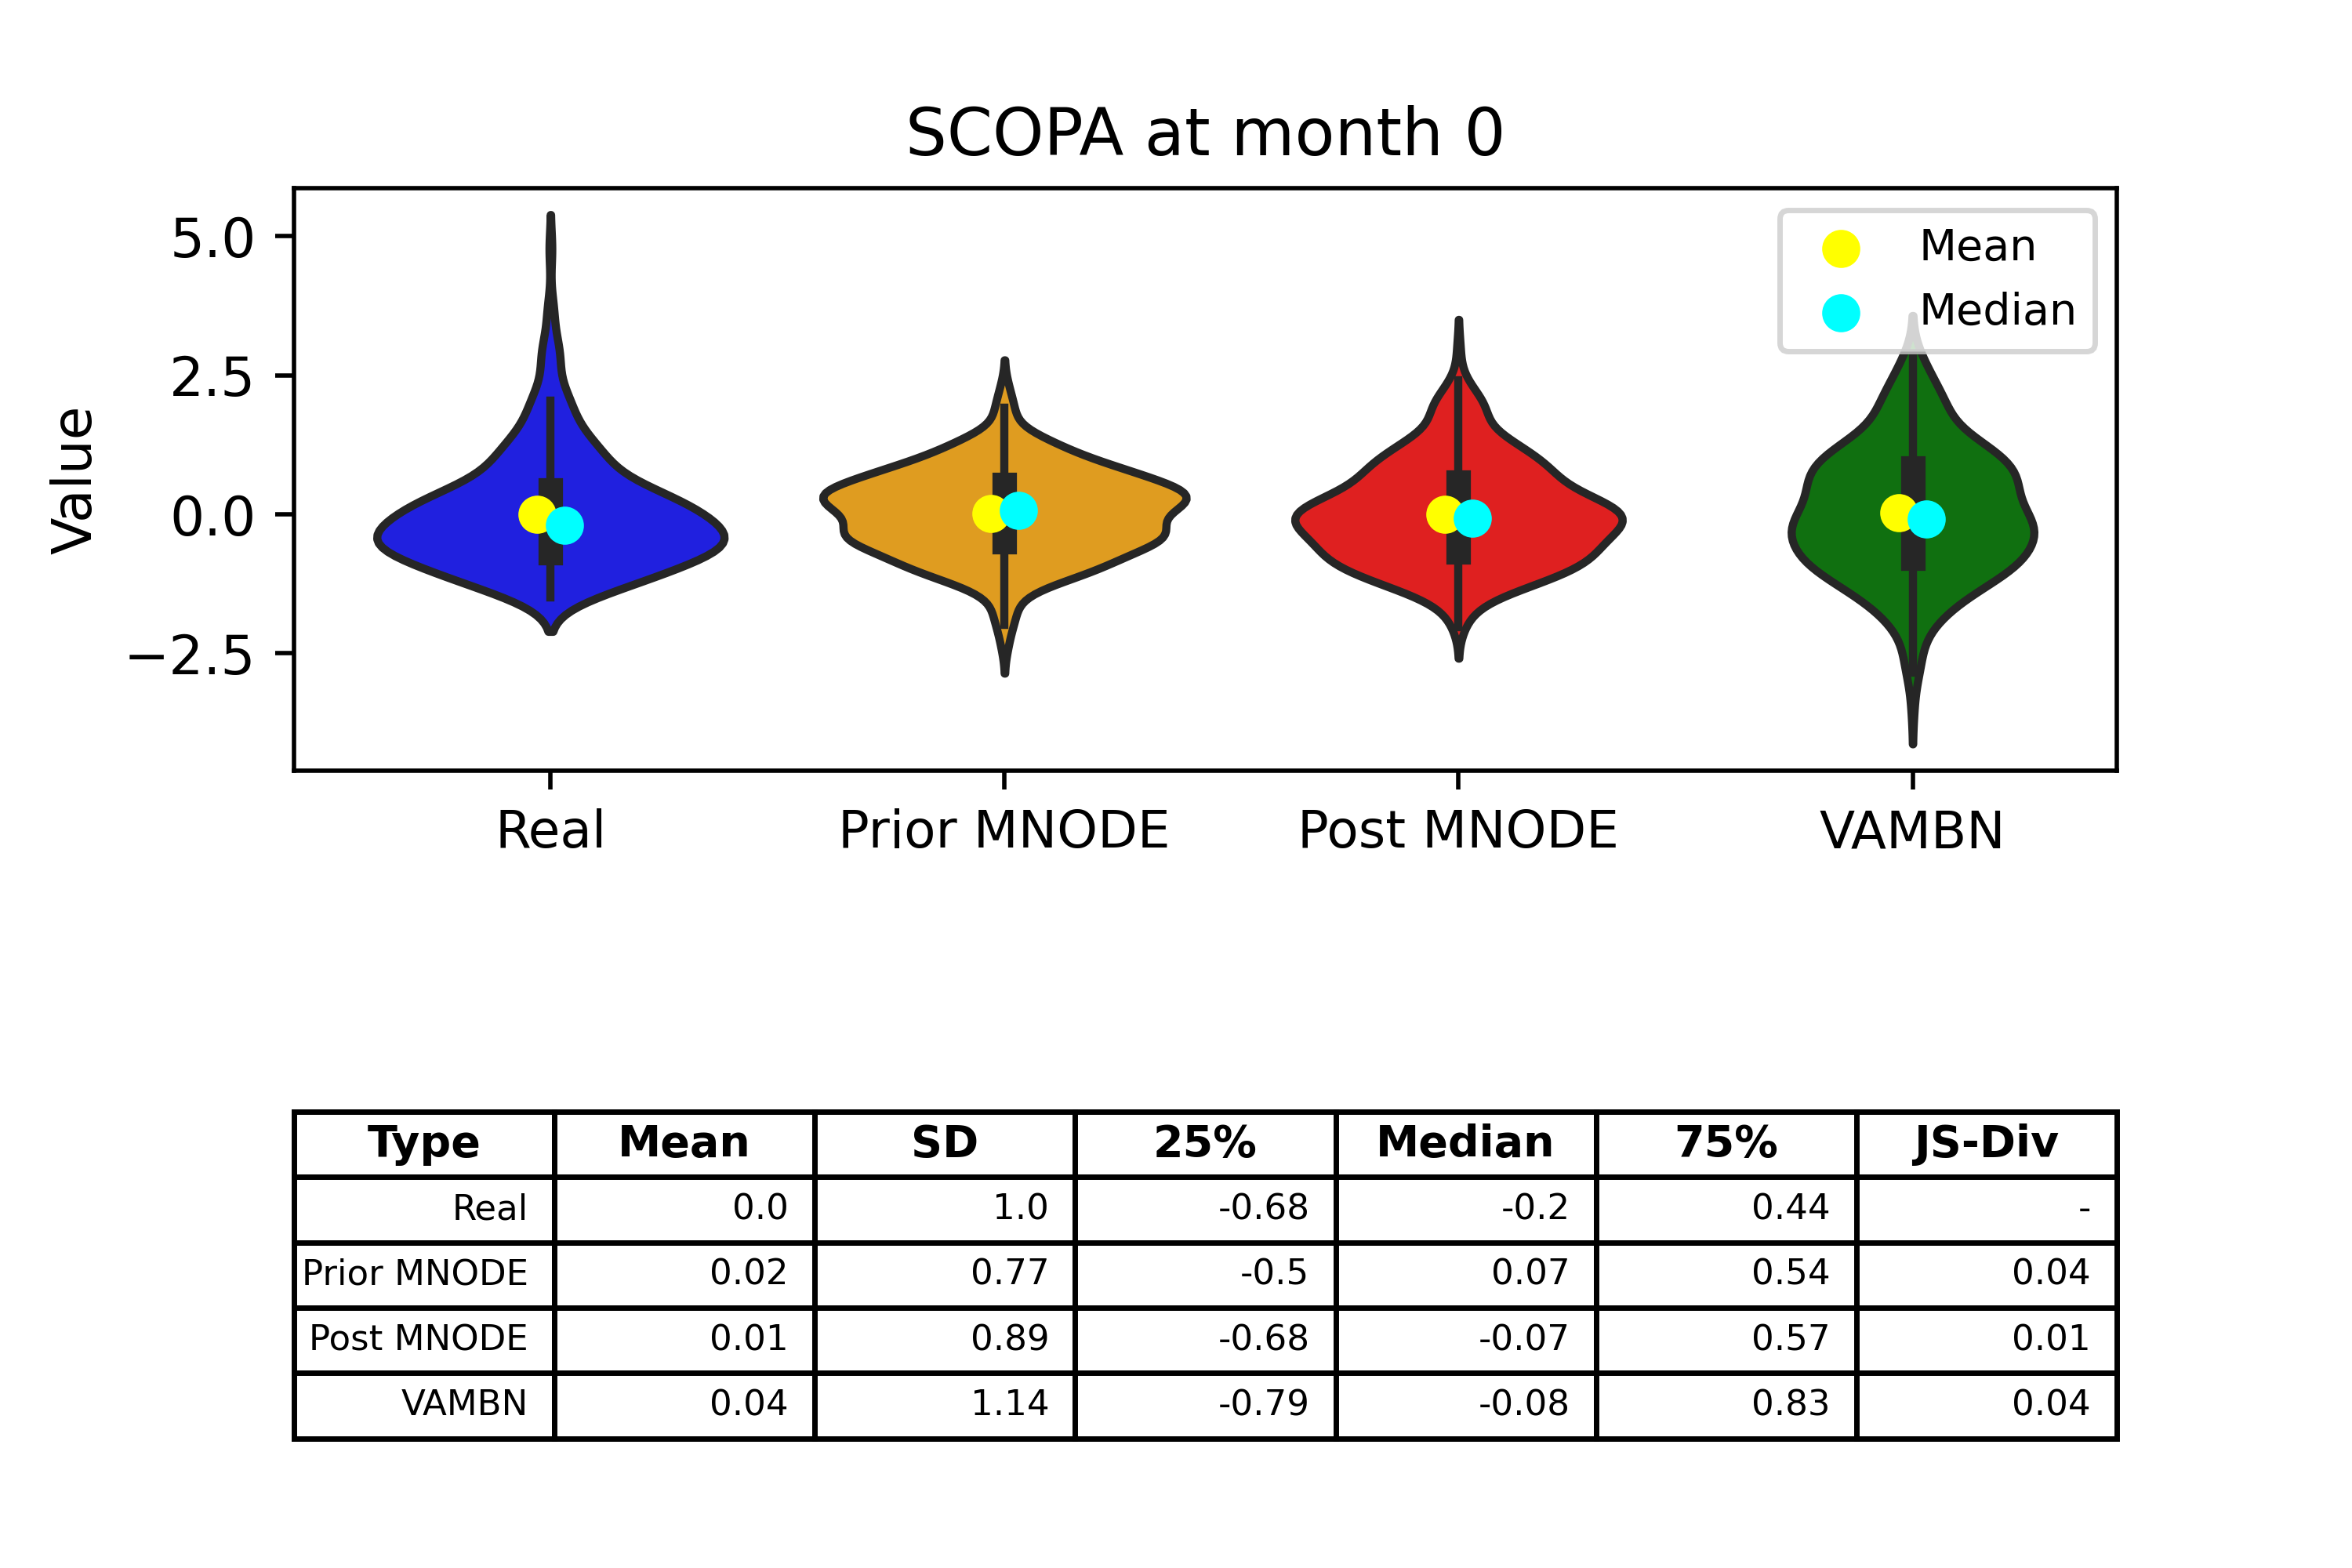 SCOPA at month 0
Value
5.0
2.5
0.0
−2.5
Mean
Median
Real Prior MNODE Post MNODE VAMBN
Type Mean SD 25% Median 75% JS-Div
Real 0.0 1.0 -0.68 -0.2 0.44 -
Prior MNODE 0.02 0.77 -0.5 0.07 0.54 0.04
Post MNODE 0.01 0.89 -0.68 -0.07 0.57 0.01
VAMBN 0.04 1.14 -0.79 -0.08 0.83 0.04